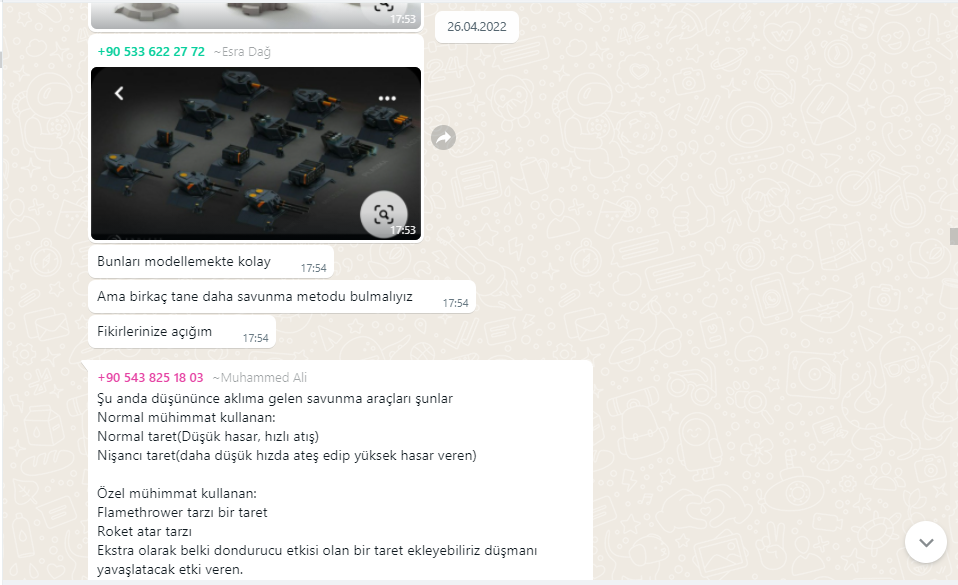 17:53
26.04.2022
+90 533 622 27 72 ~Esra Dağ
17:53
Bunları modellemekte kolay 17:54
Ama birkaç tane daha savunma metodu bulmalıyız 17:54
Fikirlerinize açığım 17:54
+90 543 825 18 03 ~Muhammed Ali
Şu anda düşününce aklıma gelen savunma araçları şunlar
Normal mühimmat kullanan:
Normal taret(Düşük hasar, hızlı atış)
Nişancı taret(daha düşük hızda ateş edip yüksek hasar veren)
Özel mühimmat kullanan:
Flamethrower tarzı bir taret
Roket atar tarzı
Ekstra olarak belki dondurucu etkisi olan bir taret ekleyebiliriz düşmanı
yavaşlatacak etki veren.